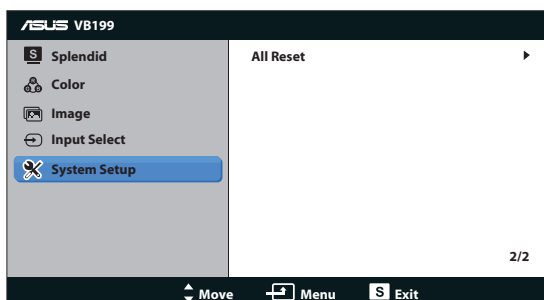 ASUS VB199
S Splendid
Color
Image
Input Select
System Setup
All Reset
2/2
Move Menu S Exit